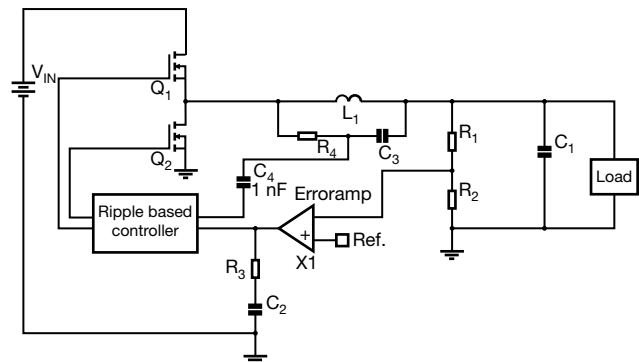 V_IN
Q_1
L_1
Q_2
R_4
C_3
R_1
C_1
C_4
1 nF
Erroramp
R_2
Load
Ripple based
controller
+
Ref.
X1
R_3
C_2